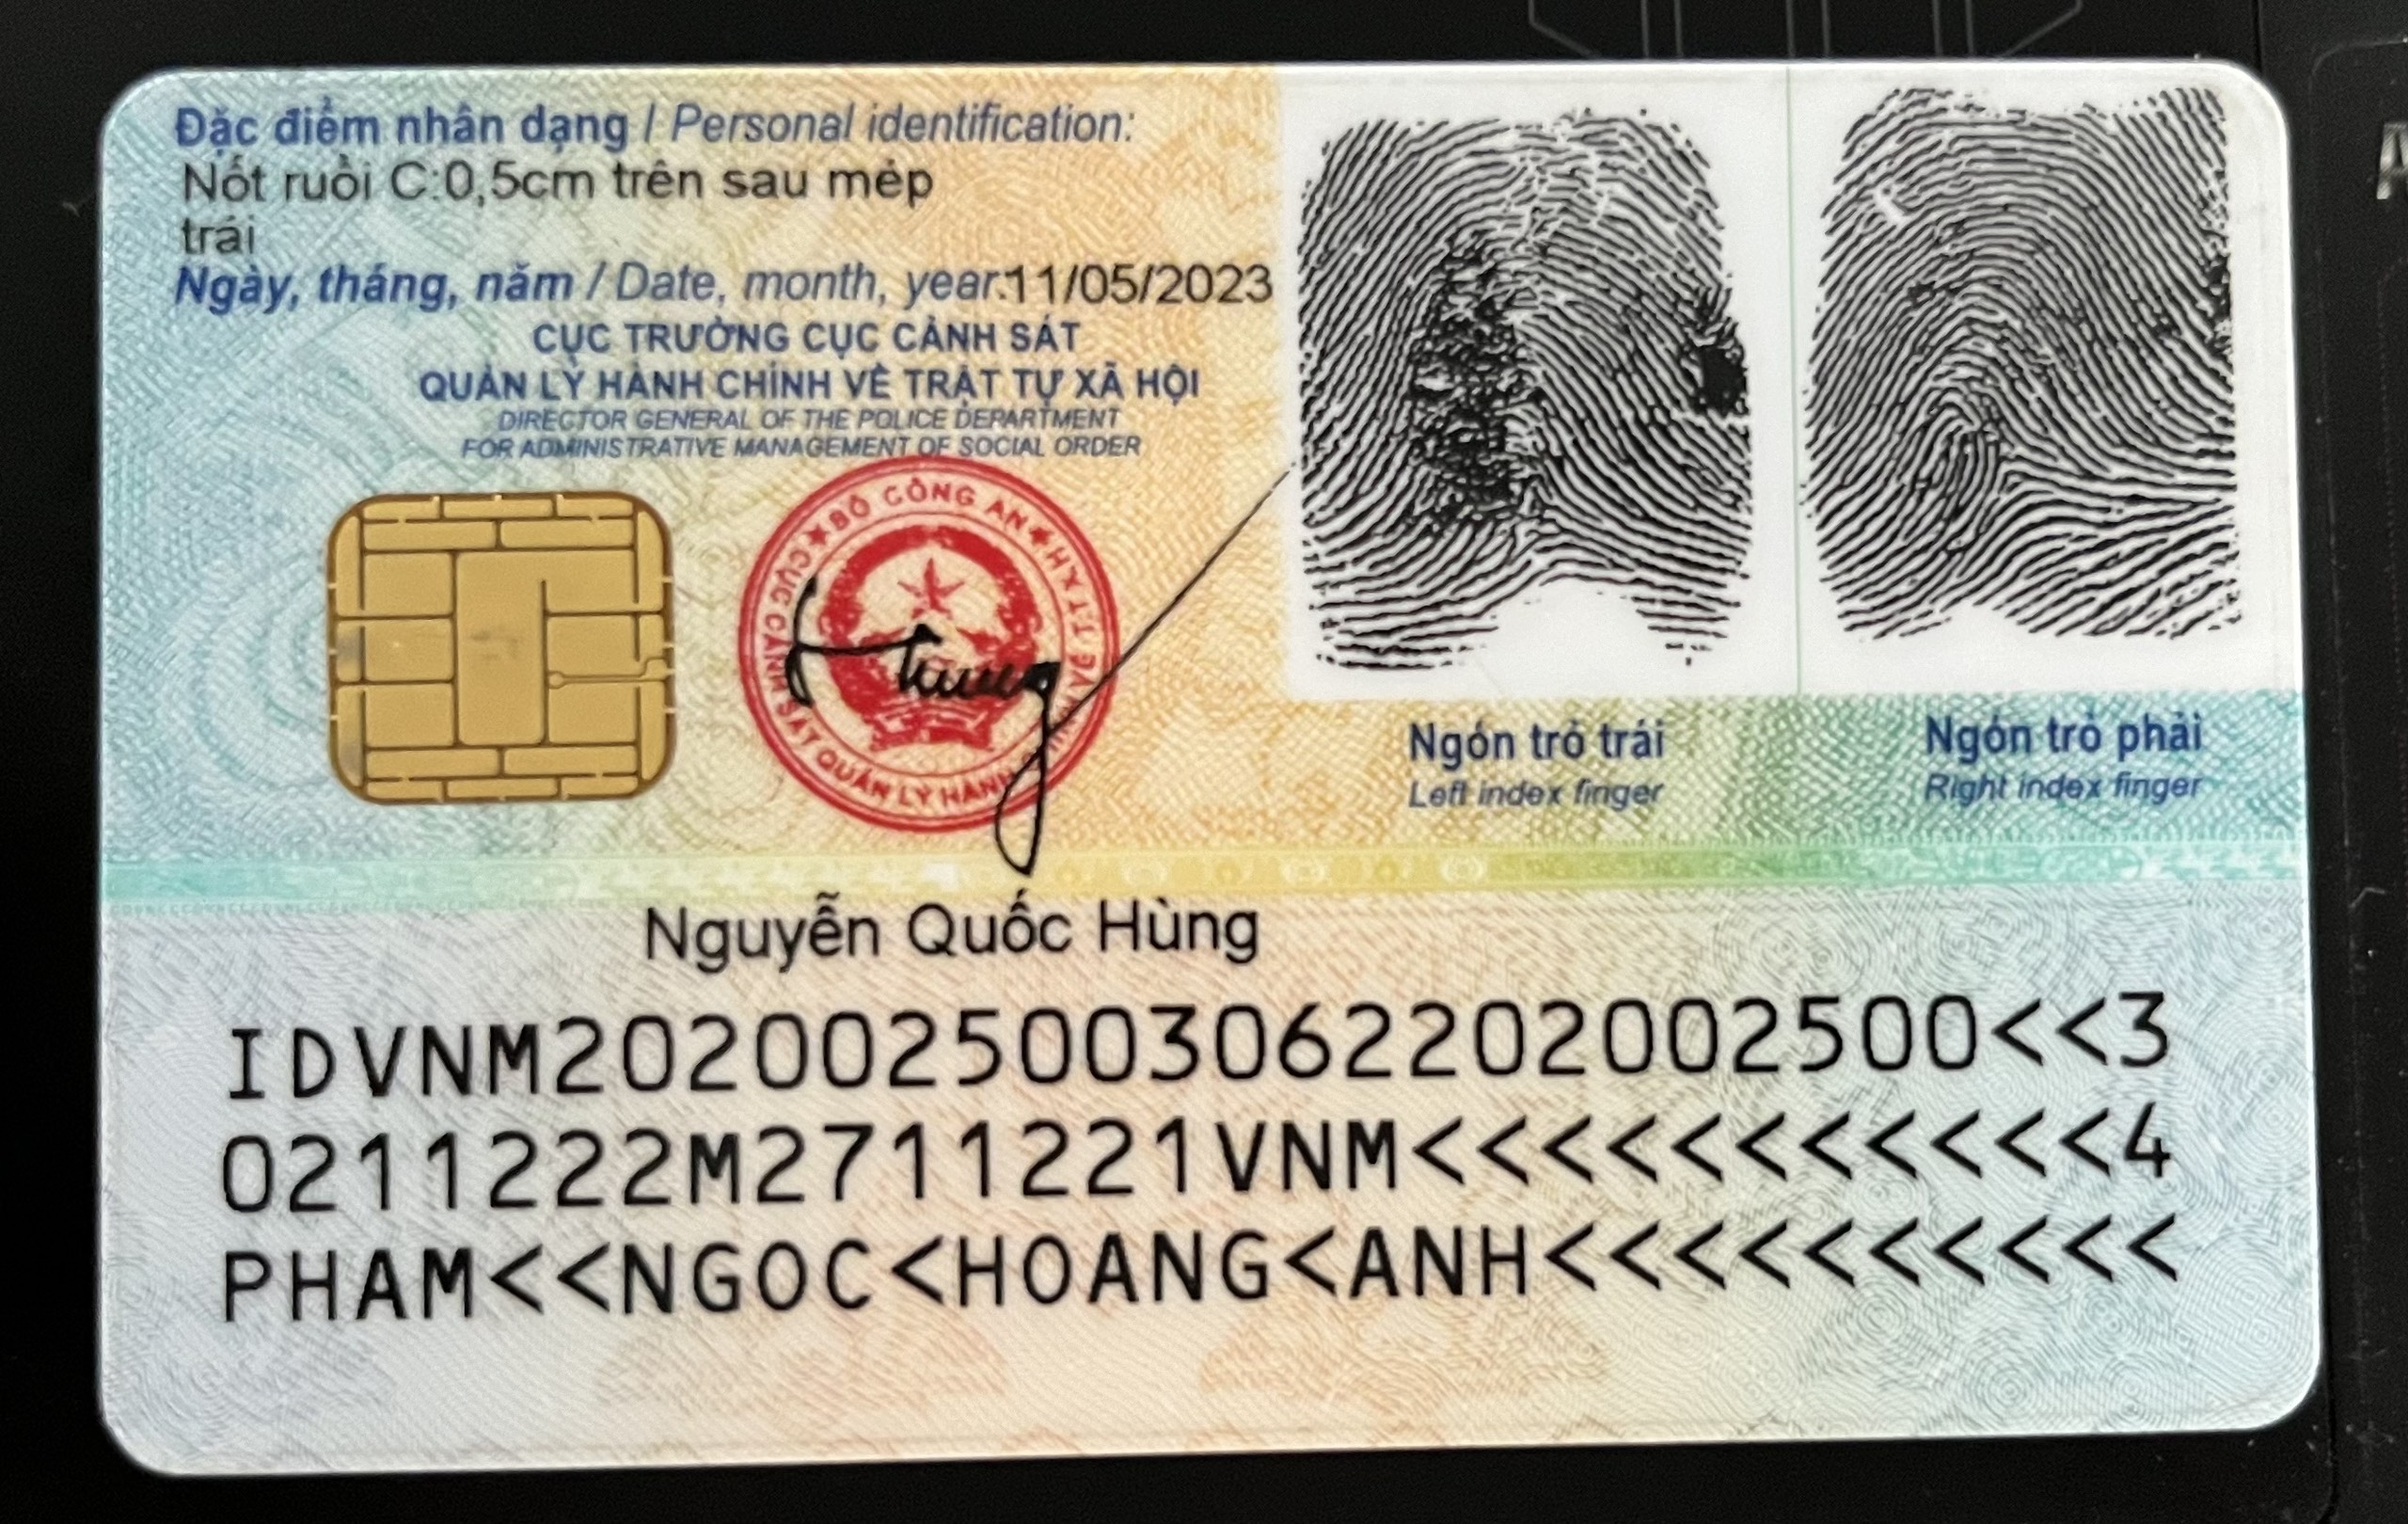 Đặc điểm nhân dạng / Personal identification:
Nốt ruồi C:0,5cm trên sau mép
trái
Ngày, tháng, năm / Date, month, year:11/05/2023
CỤC TRƯỞNG CỤC CẢNH SÁT
QUẢN LÝ HÀNH CHÍNH VỀ TRẬT TỰ XÃ HỘI
DIRECTOR GENERAL OF THE POLICE DEPARTMENT
FOR ADMINISTRATIVE MANAGEMENT OF SOCIAL ORDER
BỘ CÔNG AN
CỤC CẢNH SÁT QUẢN LÝ HÀNH CHÍNH VỀ TTXH
Ngón trỏ trái
Left index finger
Ngón trỏ phải
Right index finger
Nguyễn Quốc Hùng
IDVNM2020025003062202002500<<3
0211222M2711221VNM<<<<<<<<<<<4
PHAM<<NGOC<HOANG<ANH<<<<<<<<<<